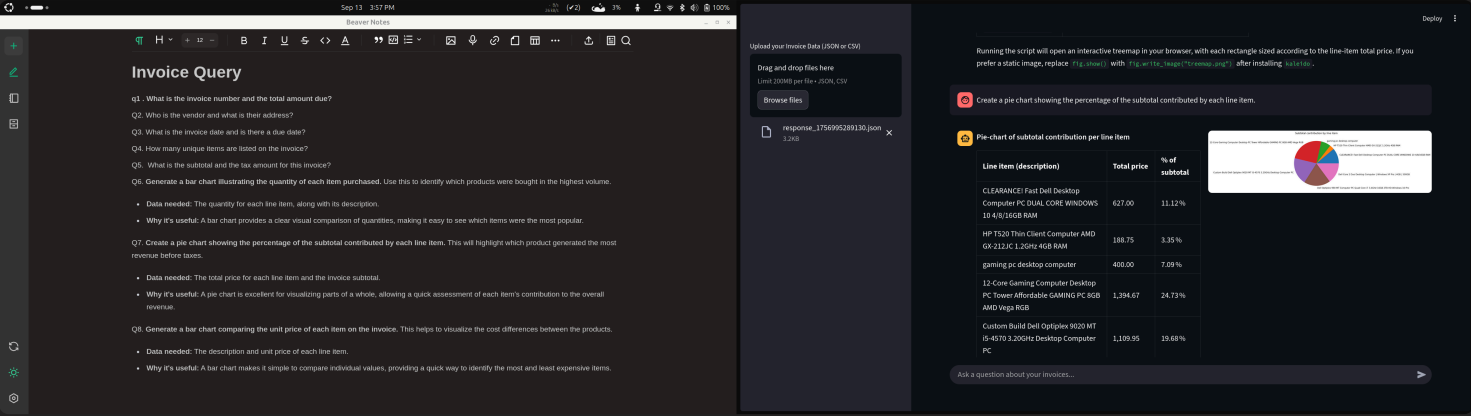 Sep 13 3:57 PM
(✔2)
3%
100%
Beaver Notes
H
12
B I U S A
Invoice Query
q1 . What is the invoice number and the total amount due?
Q2. Who is the vendor and what is their address?
Q3. What is the invoice date and is there a due date?
Q4. How many unique items are listed on the invoice?
Q5. What is the subtotal and the tax amount for this invoice?
Q6. Generate a bar chart illustrating the quantity of each item purchased. Use this to identify which products were bought in the highest volume.
• Data needed: The quantity for each line item, along with its description.
• Why it's useful: A bar chart provides a clear visual comparison of quantities, making it easy to see which items were the most popular.
Q7. Create a pie chart showing the percentage of the subtotal contributed by each line item. This will highlight which product generated the most
revenue before taxes.
• Data needed: The total price for each line item and the invoice subtotal.
• Why it's useful: A pie chart is excellent for visualizing parts of a whole, allowing a quick assessment of each item's contribution to the overall
revenue.
Q8. Generate a bar chart comparing the unit price of each item on the invoice. This helps to visualize the cost differences between the products.
• Data needed: The description and unit price of each line item.
• Why it's useful: A bar chart makes it simple to compare individual values, providing a quick way to identify the most and least expensive items.
Upload your Invoice Data (JSON or CSV)
Drag and drop files here
Limit 200MB per file • JSON, CSV
Browse files
response_1756995289130.json
3.2KB
Deploy
Running the script will open an interactive treemap in your browser, with each rectangle sized according to the line-item total price. If you
prefer a static image, replace fig.show() with fig.write_image("treemap.png") after installing kaleido.
Create a pie chart showing the percentage of the subtotal contributed by each line item.
Pie-chart of subtotal contribution per line item
Line item (description) Total price % of
subtotal
CLEARANCE! Fast Dell Desktop
Computer PC DUAL CORE WINDOWS
10 4/8/16GB RAM
627.00 11.12 %
HP T520 Thin Client Computer AMD
GX-212JC 1.2GHz 4GB RAM
188.75 3.35 %
gaming pc desktop computer 400.00 7.09 %
12-Core Gaming Computer Desktop
PC Tower Affordable GAMING PC 8GB
AMD Vega RGB
1,394.67 24.73 %
Custom Build Dell Optiplex 9020 MT
i5-4570 3.20GHz Desktop Computer
PC
1,109.95 19.68 %
Ask a question about your invoices...